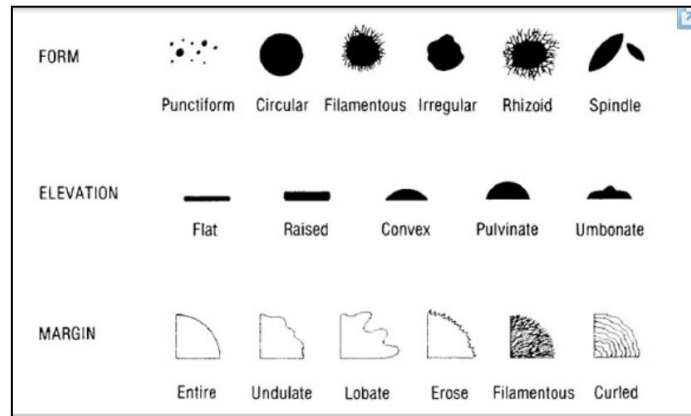 FORM
Punctiform Circular Filamentous Irregular Rhizoid Spindle
ELEVATION
Flat Raised Convex Pulvinate Umbonate
MARGIN
Entire Undulate Lobate Erose Filamentous Curled